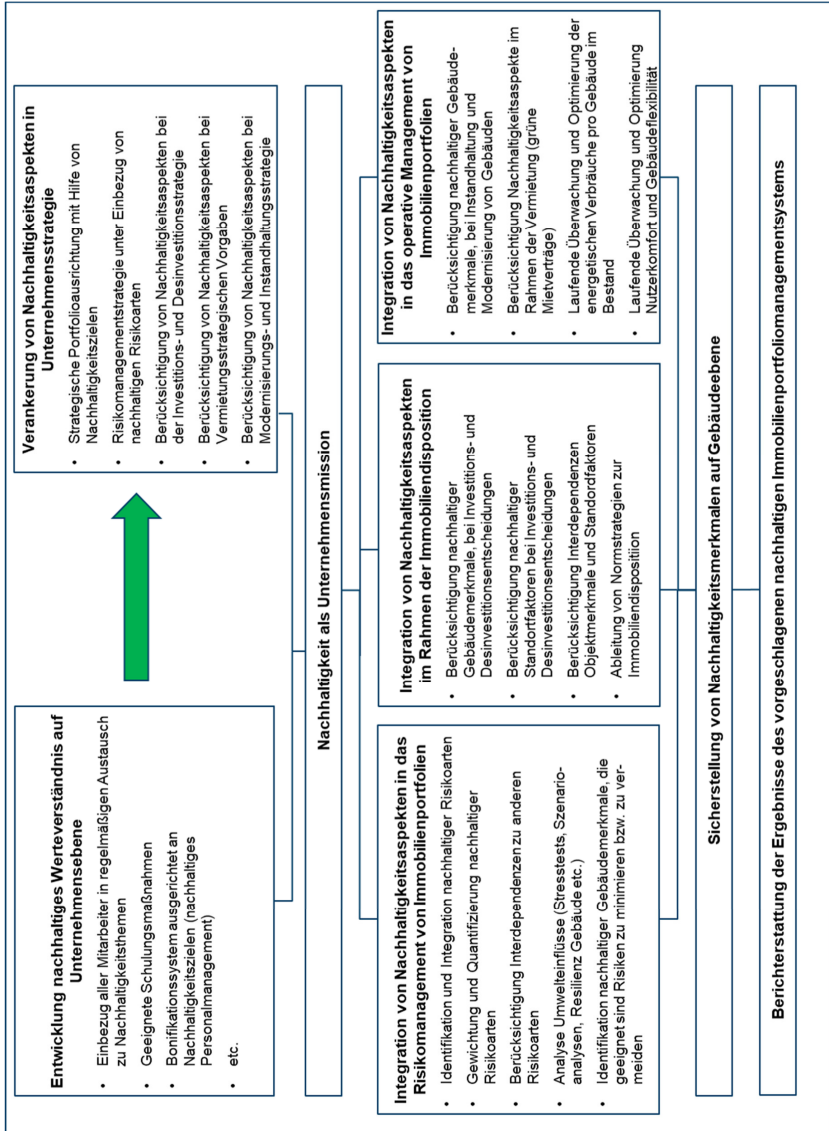 Entwicklung nachhaltiges Werteverständnis auf
Unternehmensebene
• Einbezug aller Mitarbeiter in regelmäßigen Austausch
zu Nachhaltigkeitsthemen
• Geeignete Schulungsmaßnahmen
• Bonifikationssystem ausgerichtet an
Nachhaltigkeitszielen (nachhaltiges
Personalmanagement)
• etc.
Verankerung von Nachhaltigkeitsaspekten in
Unternehmensstrategie
• Strategische Portfolioausrichtung mit Hilfe von
Nachhaltigkeitszielen
• Risikomanagementstrategie unter Einbezug von
nachhaltigen Risikoarten
• Berücksichtigung von Nachhaltigkeitsaspekten bei
der Investitions- und Desinvestitionsstrategie
• Berücksichtigung von Nachhaltigkeitsaspekten bei
Vermietungsstrategischen Vorgaben
• Berücksichtigung von Nachhaltigkeitsaspekten bei
Modernisierungs- und Instandhaltungsstrategie
Nachhaltigkeit als Unternehmensmission
Integration von Nachhaltigkeitsaspekten in das
Risikomanagement von Immobilienportfolien
• Identifikation und Integration nachhaltiger Risikoarten
• Gewichtung und Quantifizierung nachhaltiger
Risikoarten
• Berücksichtigung Interdependenzen zu anderen
Risikoarten
• Analyse Umwelteinflüsse (Stresstests, Szenario-
analysen, Resilienz Gebäude etc.)
• Identifikation nachhaltiger Gebäudemerkmale, die
geeignet sind Risiken zu minimieren bzw. zu ver-
meiden
Integration von Nachhaltigkeitsaspekten
im Rahmen der Immobiliendisposition
• Berücksichtigung nachhaltiger
Gebäudemerkmale, bei Investitions- und
Desinvestitionsentscheidungen
• Berücksichtigung nachhaltiger
Standortfaktoren bei Investitions- und
Desinvestitionsentscheidungen
• Berücksichtigung Interdependenzen
Objektmerkmale und Standordfaktoren
• Ableitung von Normstrategien zur
Immobiliendisposition
Integration von Nachhaltigkeitsaspekten
in das operative Management von
Immobilienportfolien
• Berücksichtigung nachhaltiger Gebäude-
merkmale, bei Instandhaltung und
Modernisierung von Gebäuden
• Berücksichtigung Nachhaltigkeitsaspekte im
Rahmen der Vermietung (grüne
Mietverträge)
• Laufende Überwachung und Optimierung der
energetischen Verbräuche pro Gebäude im
Bestand
• Laufende Überwachung und Optimierung
Nutzerkomfort und Gebäudeflexibilität
Sicherstellung von Nachhaltigkeitsmerkmalen auf Gebäudeebene
Berichterstattung der Ergebnisse des vorgeschlagenen nachhaltigen Immobilienportfoliomanagementsystems